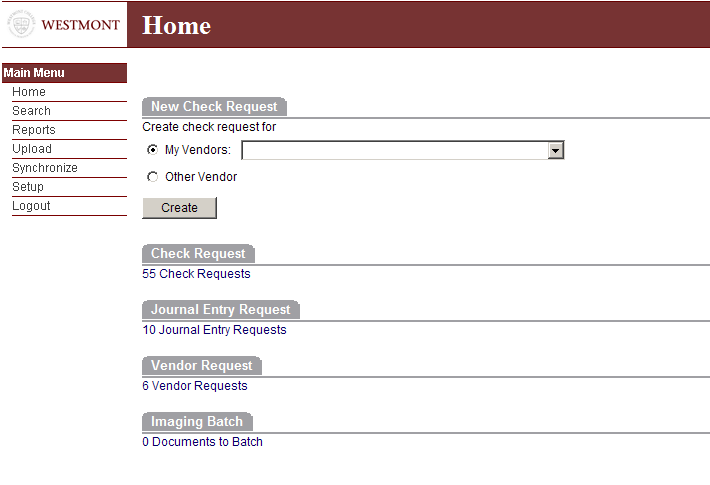 WESTMONT
Home
Main Menu
Home
Search
Reports
Upload
Synchronize
Setup
Logout
New Check Request
Create check request for
My Vendors:
Other Vendor
Create
Check Request
55 Check Requests
Journal Entry Request
10 Journal Entry Requests
Vendor Request
6 Vendor Requests
Imaging Batch
0 Documents to Batch